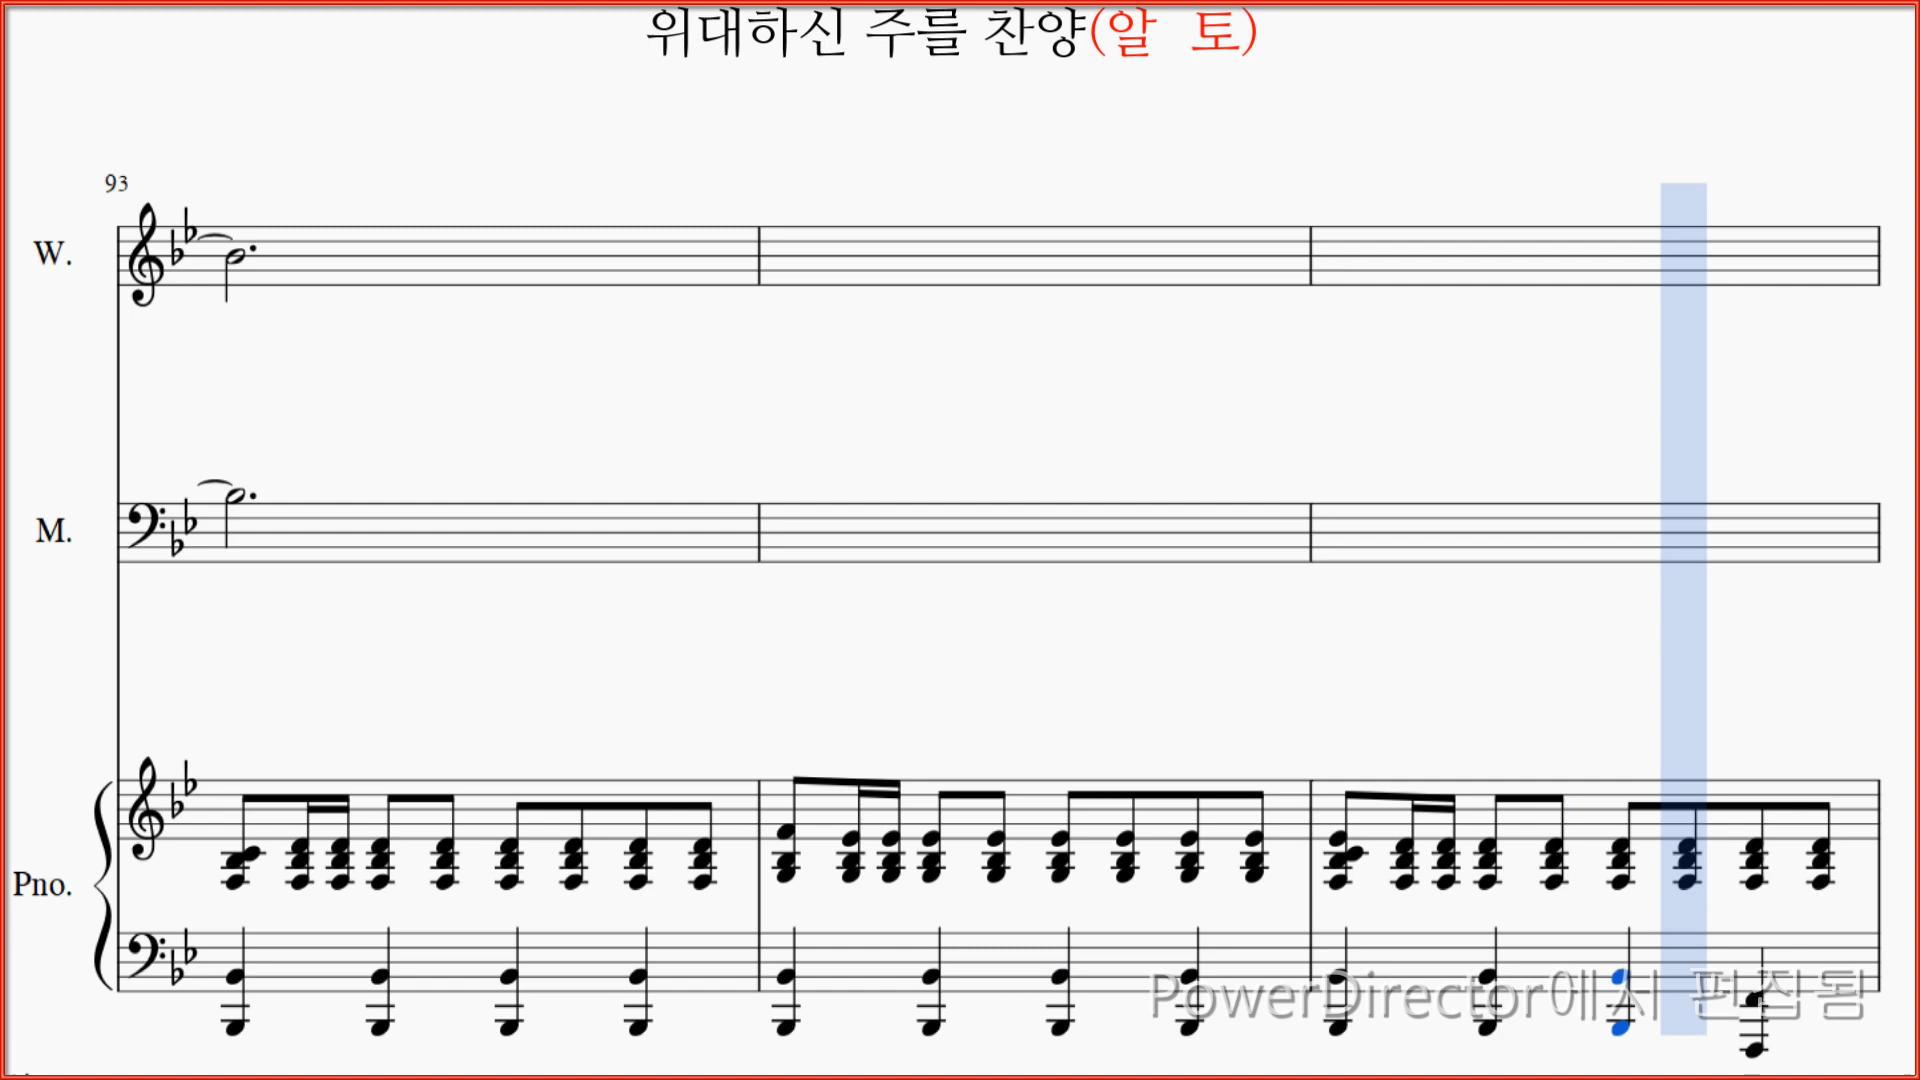 위대하신 주를 찬양(알 토)
93
W.
M.
Pno.
PowerDirector에서 편집됨